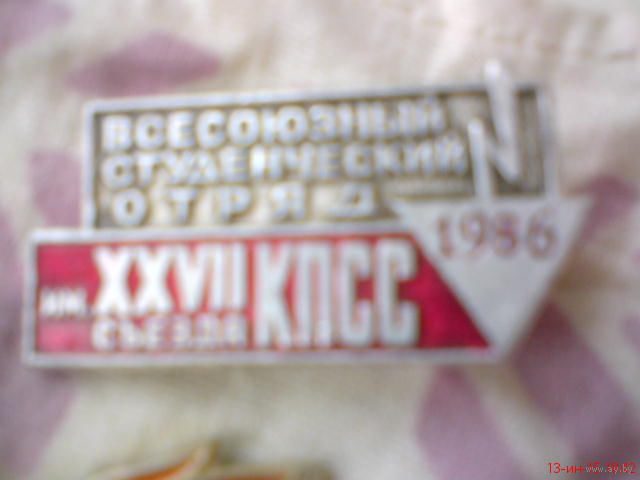 ВСЕСОЮЗНЫЙ
СТУДЕНЧЕСКИЙ
ОТРЯД
1986
ИМ. XXVII
СЪЕЗДА КПСС